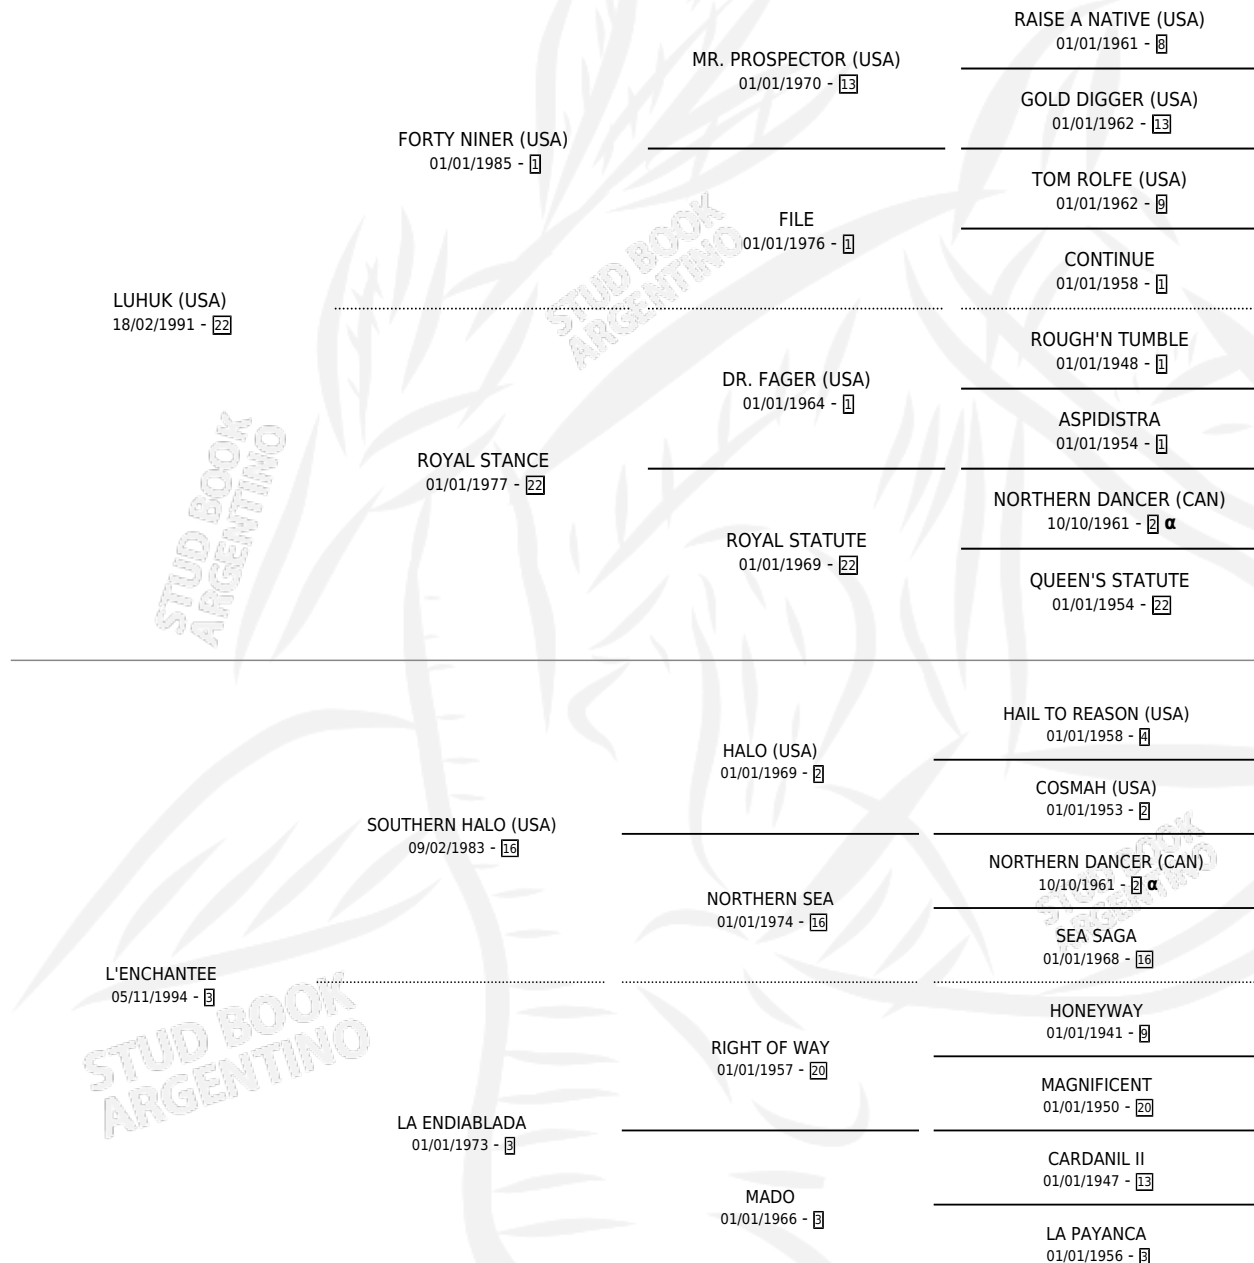 RAISE A NATIVE (USA)
01/01/1961 - 8
MR. PROSPECTOR (USA)
01/01/1970 - 13
GOLD DIGGER (USA)
01/01/1962 - 13
FORTY NINER (USA)
01/01/1985 - 1
TOM ROLFE (USA)
01/01/1962 - 9
FILE
01/01/1976 - 1
CONTINUE
01/01/1958 - 1
LUHUK (USA)
18/02/1991 - 22
ROUGH'N TUMBLE
01/01/1948 - 1
DR. FAGER (USA)
01/01/1964 - 1
ASPIDISTRA
01/01/1954 - 1
ROYAL STANCE
01/01/1977 - 22
NORTHERN DANCER (CAN)
10/10/1961 - 2 α
ROYAL STATUTE
01/01/1969 - 22
QUEEN'S STATUTE
01/01/1954 - 22
HAIL TO REASON (USA)
01/01/1958 - 4
HALO (USA)
01/01/1969 - 2
COSMAH (USA)
01/01/1953 - 2
SOUTHERN HALO (USA)
09/02/1983 - 16
NORTHERN DANCER (CAN)
10/10/1961 - 2 α
NORTHERN SEA
01/01/1974 - 16
SEA SAGA
01/01/1968 - 16
L'ENCHANTEE
05/11/1994 - 3
HONEYWAY
01/01/1941 - 9
RIGHT OF WAY
01/01/1957 - 20
MAGNIFICENT
01/01/1950 - 20
LA ENDIABLADA
01/01/1973 - 3
CARDANIL II
01/01/1947 - 13
MADO
01/01/1966 - 3
LA PAYANCA
01/01/1956 - 3
STUD BOOK
ARGENTINO
STUD BOOK
ARGENTINO
STUD BOOK
ARGENTINO
STUD BOOK
ARGENTINO